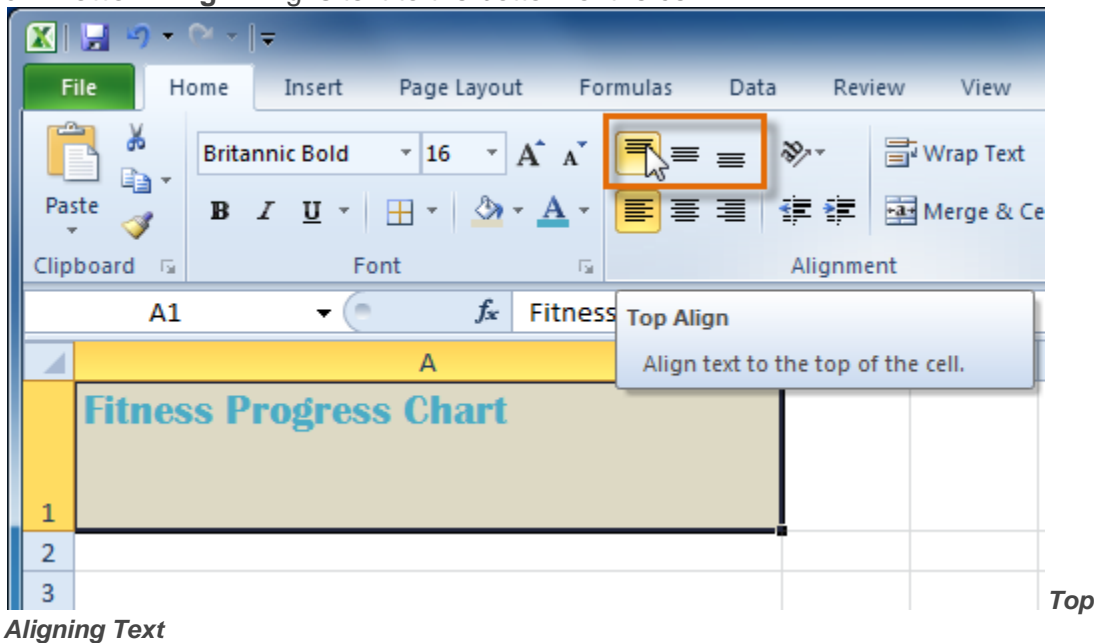 File Home Insert Page Layout Formulas Data Review View
Britannic Bold 16 A A Wrap Text
Paste B I U A Merge & Ce
Clipboard Font Alignment
A1 fx Fitness
Top Align
Align text to the top of the cell.
A
Fitness Progress Chart
1
2
3
Top
Aligning Text